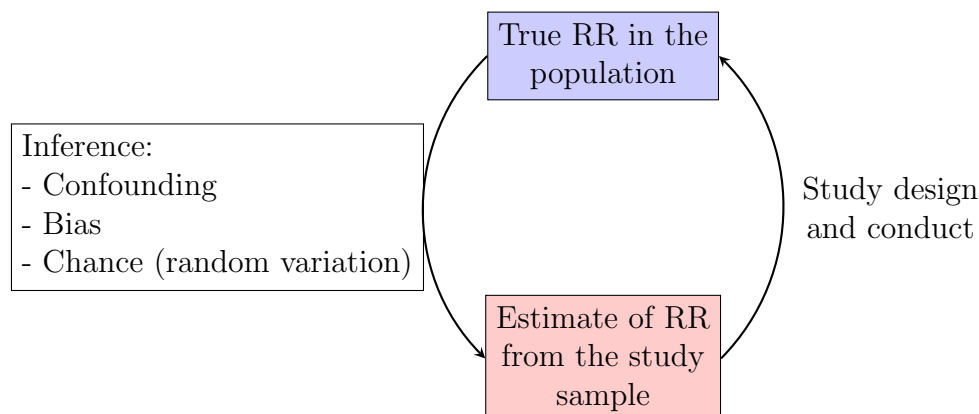 True RR in the
population
Inference:
- Confounding
- Bias
- Chance (random variation)
Study design
and conduct
Estimate of RR
from the study
sample